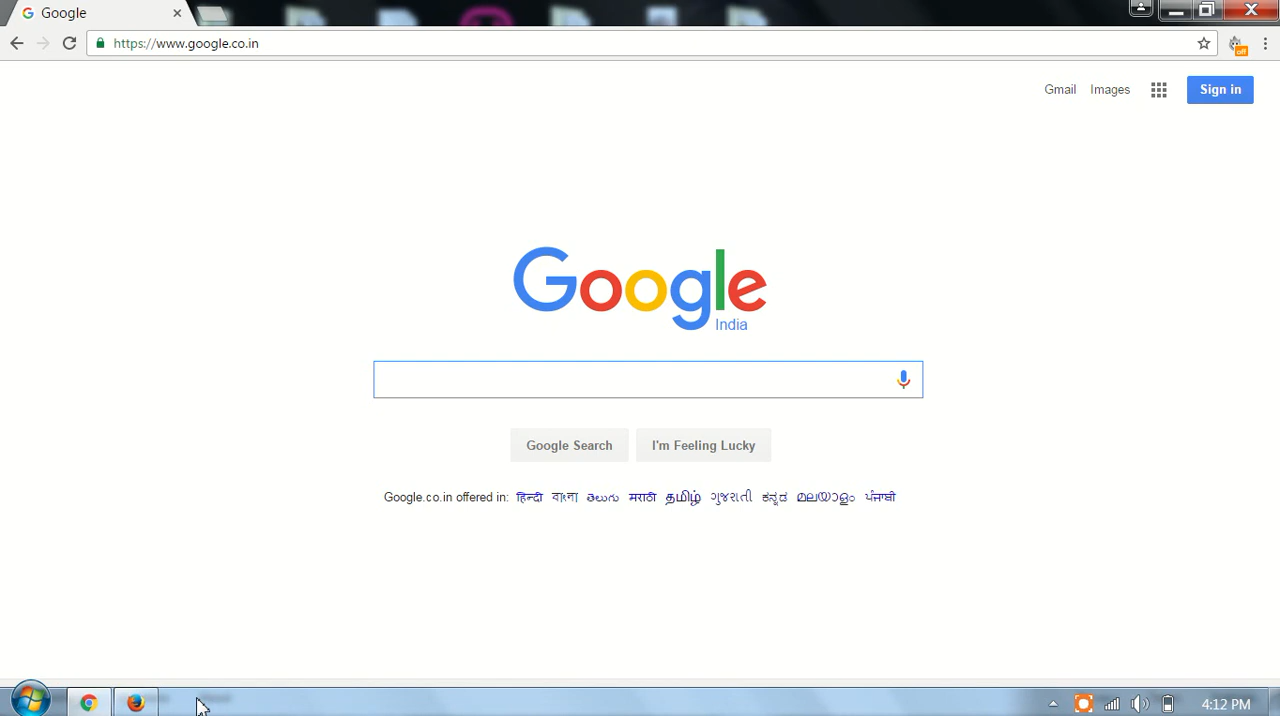 Google
https://www.google.co.in
off
Gmail Images Sign in
Google
India
Google Search I'm Feeling Lucky
Google.co.in offered in: हिन्दी বাংলা తెలుగు मराठी தமிழ் ગુજરાતી ಕನ್ನಡ മലയാളം ਪੰਜਾਬੀ
4:12 PM